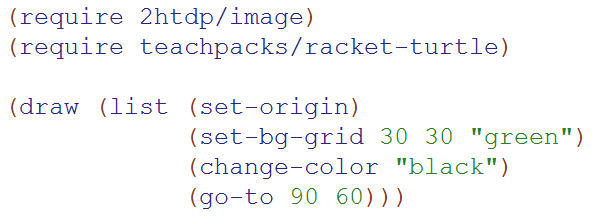 (require 2htdp/image)
(require teachpacks/racket-turtle)
(draw (list (set-origin)
(set-bg-grid 30 30 "green")
(change-color "black")
(go-to 90 60)))